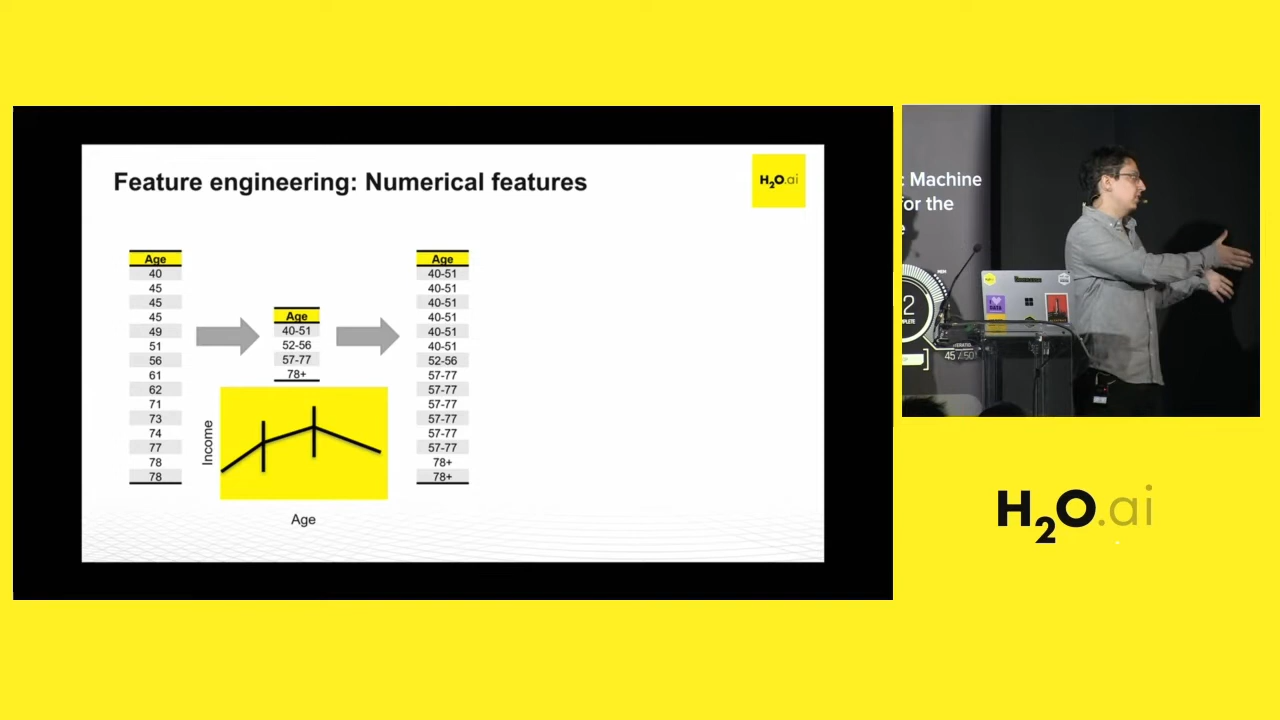 Feature engineering: Numerical features
H2O.ai
Age
40
45
45
45
49
51
56
61
62
71
73
74
77
78
78
Age
40-51
52-56
57-77
78+
Income
Age
Age
40-51
40-51
40-51
40-51
40-51
40-51
52-56
57-77
57-77
57-77
57-77
57-77
57-77
78+
78+
: Machine
for the
MEM
45 / 50
H2O.ai